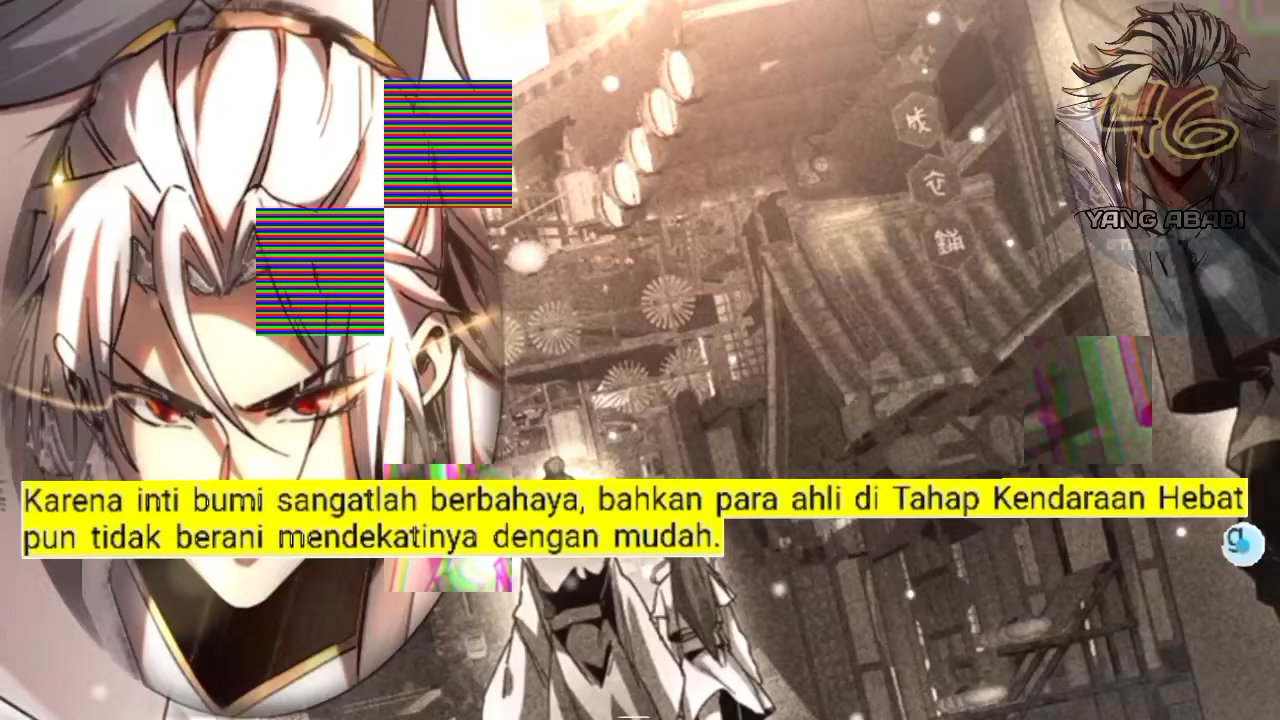 46
YANG ABADI
Karena inti bumi sangatlah berbahaya, bahkan para ahli di Tahap Kendaraan Hebat
pun tidak berani mendekatinya dengan mudah.
g